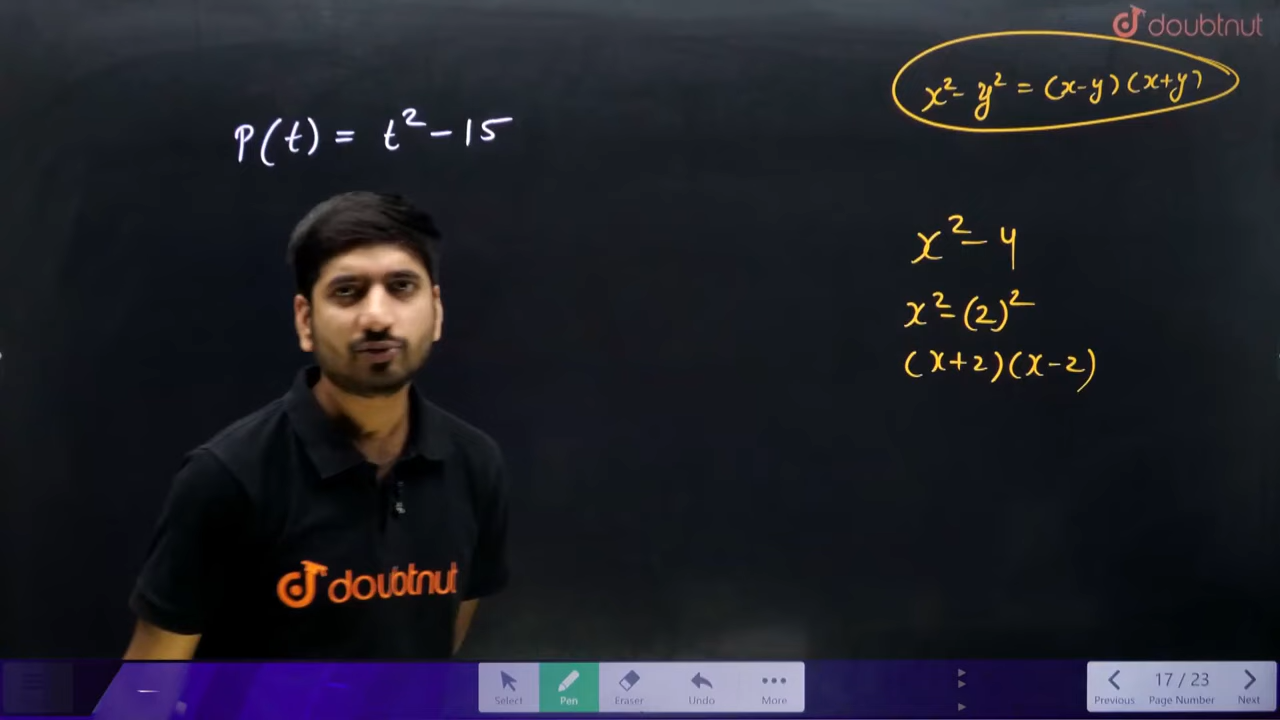 doubtnut
x² - y² = (x-y)(x+y)
P(t) = t² - 15
x² - 4
x² - (2)²
(x+2)(x-2)
doubtnut
Select
Pen
Eraser
Undo
More
Previous
17 / 23
Page Number
Next